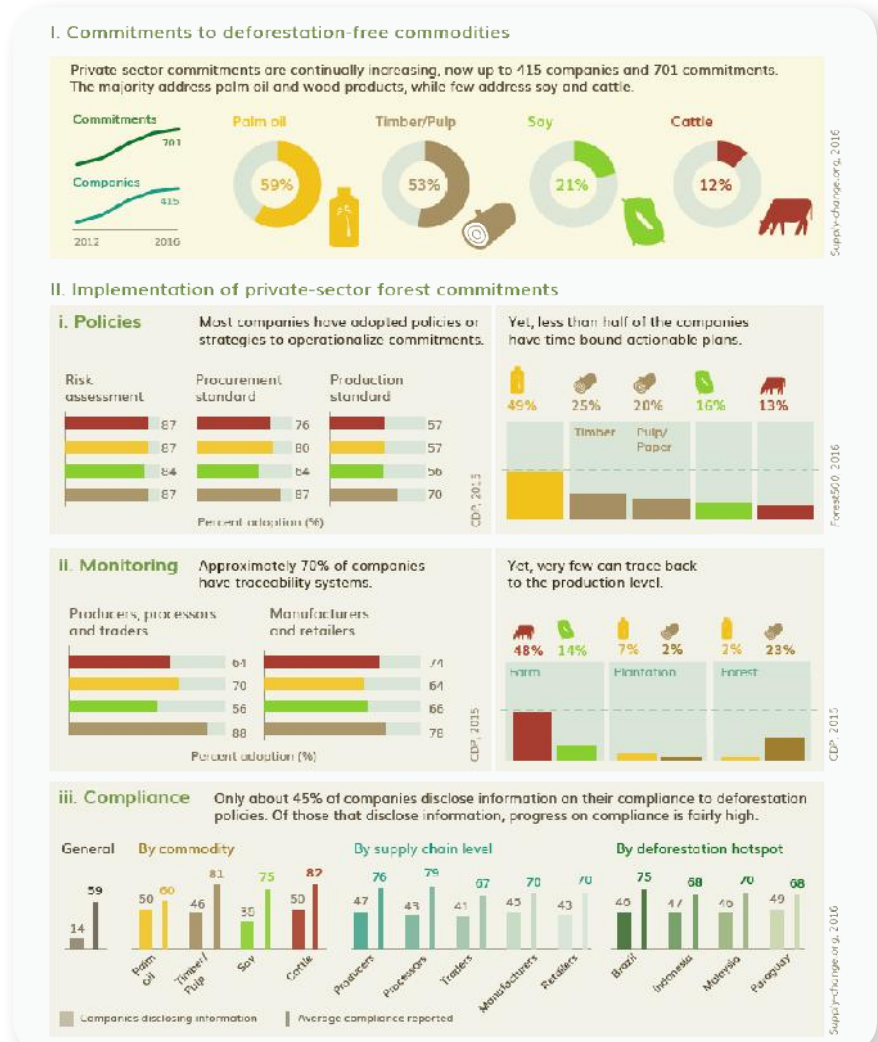 I. Commitments to deforestation-free commodities
Private sector commitments are continually increasing, now up to 415 companies and 701 commitments.
The majority address palm oil and wood products, while few address soy and cattle.
Commitments
701
Companies
415
2012
2016
Palm oil
59%
Timber/Pulp
53%
Soy
21%
Cattle
12%
Supply-change.org, 2016
II. Implementation of private-sector forest commitments
i. Policies
Most companies have adopted policies or
strategies to operationalize commitments.
Risk
assessment
87
87
84
87
Procurement
standard
76
80
64
87
Production
standard
57
57
56
70
Percent adoption (%)
CDP, 2015
Yet, less than half of the companies
have time bound actionable plans.
49%
25%
20%
16%
13%
Timber
Pulp/
Paper
Forest500, 2016
ii. Monitoring
Approximately 70% of companies
have traceability systems.
Producers, processors
and traders
64
70
56
88
Manufacturers
and retailers
74
64
66
78
Percent adoption (%)
CDP, 2015
Yet, very few can trace back
to the production level.
48%
14%
7%
2%
2%
23%
Farm
Plantation
Forest
CDP, 2015
iii. Compliance
Only about 45% of companies disclose information on their compliance to deforestation
policies. Of those that disclose information, progress on compliance is fairly high.
General
14
59
By commodity
50
60
46
81
35
75
50
82
Palm
oil
Timber/
Pulp
Soy
Cattle
By supply chain level
47
76
43
79
41
67
45
70
43
70
Producers
Processors
Traders
Manufacturers
Retailers
By deforestation hotspot
46
75
47
68
46
70
49
68
Brazil
Indonesia
Malaysia
Paraguay
Companies disclosing information
Average compliance reported
Supply-change.org, 2016